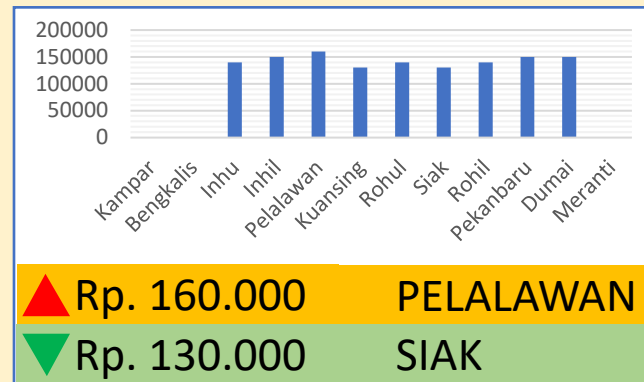 200000
150000
100000
50000
0
Kampar
Bengkalis
Inhu
Inhil
Pelalawan
Kuansing
Rohul
Siak
Rohil
Pekanbaru
Dumai
Meranti
Rp. 160.000 PELALAWAN
Rp. 130.000 SIAK